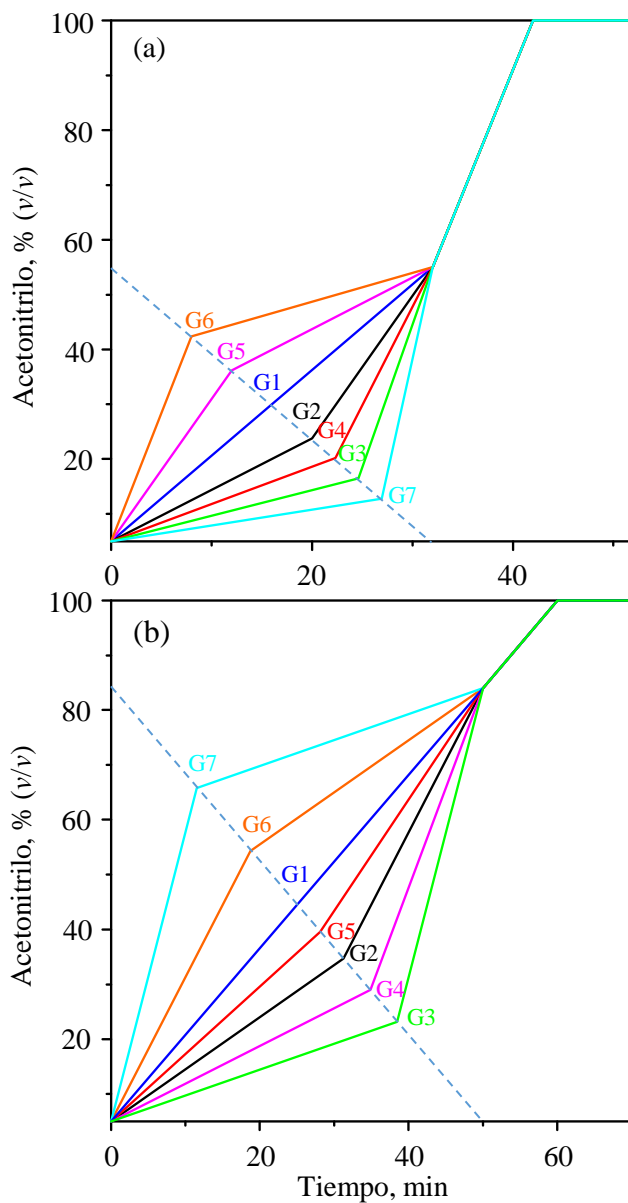 100
(a)
80
60
40
20
G6
G5
G1
G2
G4
G3
G7
Acetonitrilo, % (v/v)
0
20
40
100
(b)
80
60
40
20
G7
G6
G1
G5
G2
G4
G3
Acetonitrilo, % (v/v)
0
20
40
60
Tiempo, min